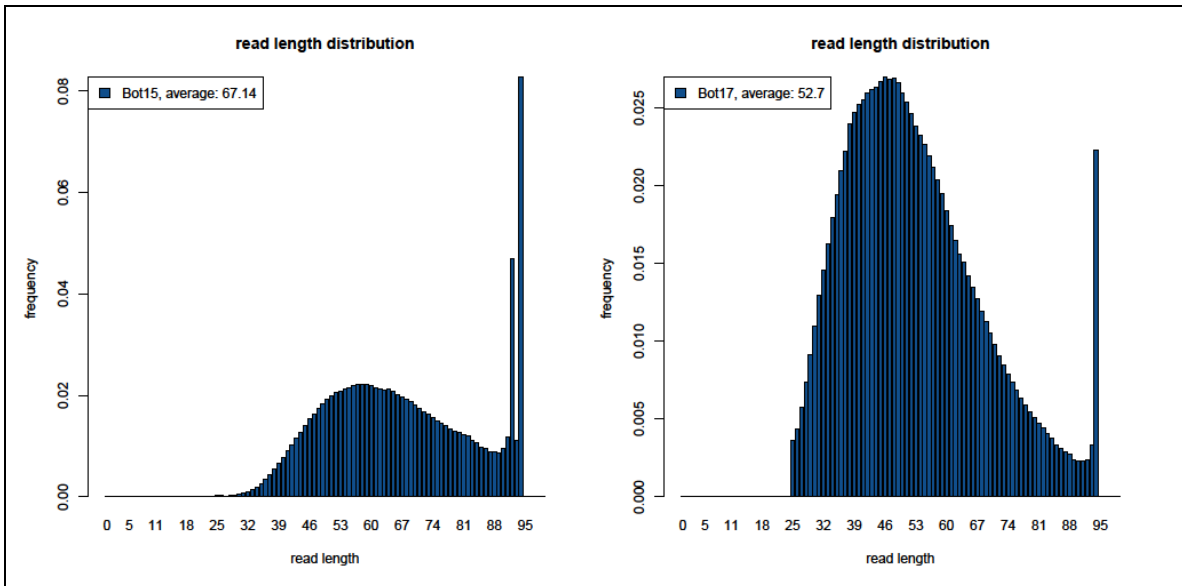 read length distribution
Bot15, average: 67.14
0.08
0.06
0.04
0.02
0.00
frequency
0 5 11 18 25 32 39 46 53 60 67 74 81 88 95
read length
read length distribution
Bot17, average: 52.7
0.025
0.020
0.015
0.010
0.005
0.000
frequency
0 5 11 18 25 32 39 46 53 60 67 74 81 88 95
read length